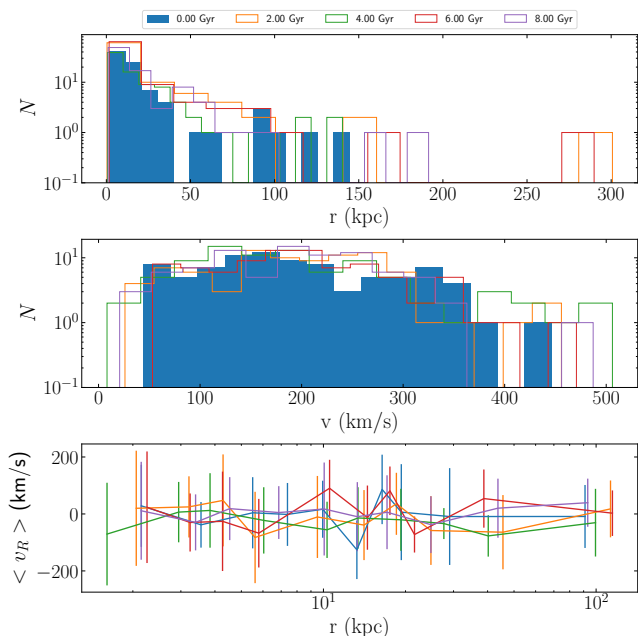 0.00 Gyr 2.00 Gyr 4.00 Gyr 6.00 Gyr 8.00 Gyr
N
10^1
10^0
10^{-1}
0 50 100 150 200 250 300
r (kpc)
N
10^1
10^0
10^{-1}
0 100 200 300 400 500
v (km/s)
< v_R > (km/s)
200
0
−200
10^1 10^2
r (kpc)